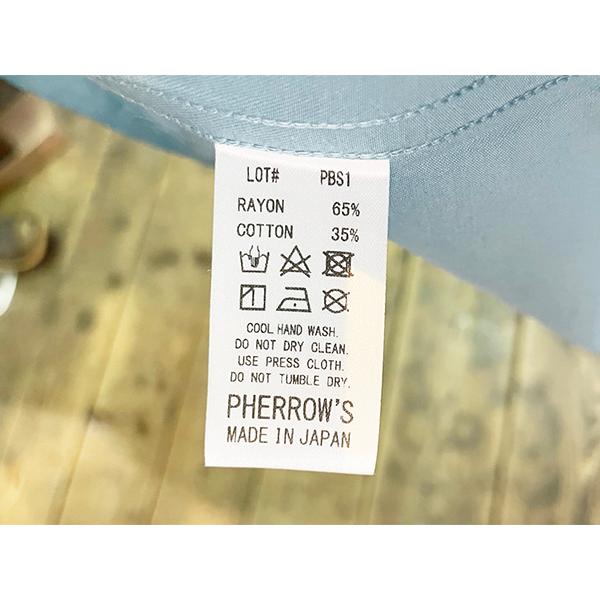 LOT# PBS1
RAYON 65%
COTTON 35%
COOL HAND WASH.
DO NOT DRY CLEAN.
USE PRESS CLOTH.
DO NOT TUMBLE DRY.
PHERROW'S
MADE IN JAPAN